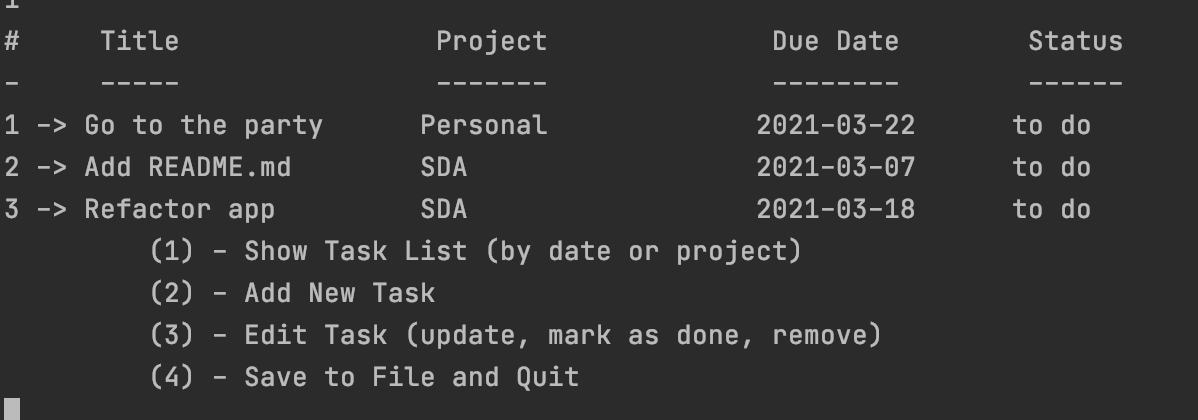 1
# Title Project Due Date Status
- ----- ------- -------- ------
1 -> Go to the party Personal 2021-03-22 to do
2 -> Add README.md SDA 2021-03-07 to do
3 -> Refactor app SDA 2021-03-18 to do
(1) - Show Task List (by date or project)
(2) - Add New Task
(3) - Edit Task (update, mark as done, remove)
(4) - Save to File and Quit